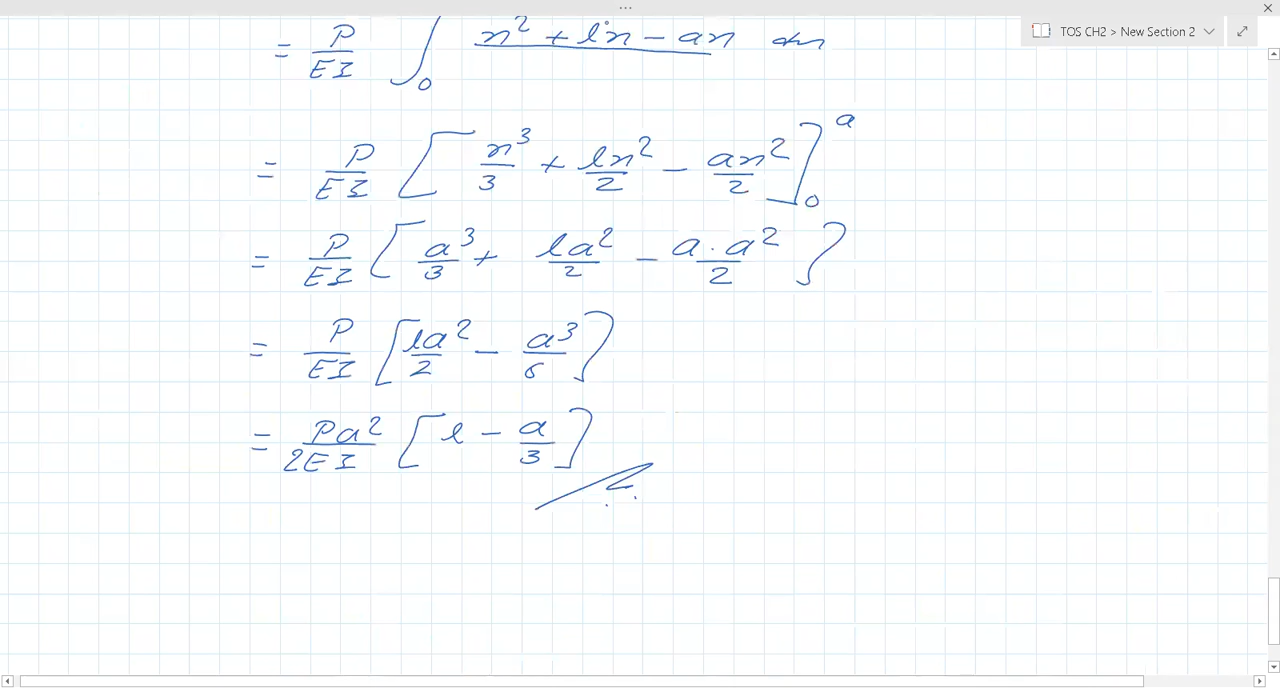 TOS CH2 > New Section 2
= P/EI ∫₀ x² + lx - ax dx
= P/EI [x³/3 + lx²/2 - ax²/2]₀ᵃ
= P/EI [a³/3 + la²/2 - a·a²/2]
= P/EI [la²/2 - a³/6]
= Pa²/2EI [l - a/3]